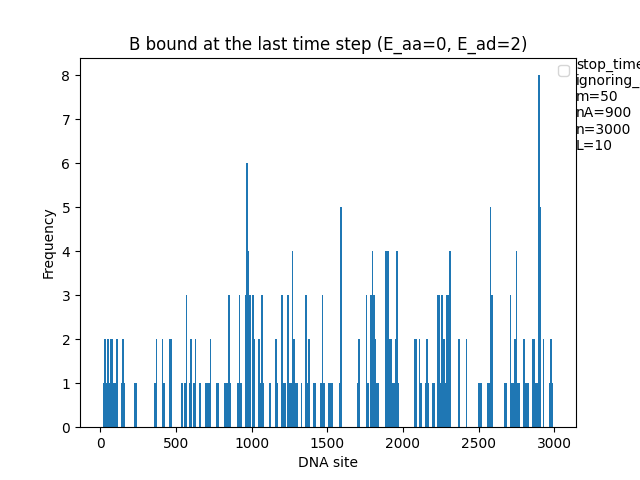 B bound at the last time step (E_aa=0, E_ad=2)
stop_time
ignoring_
m=50
nA=900
n=3000
L=10
8
7
6
5
4
3
2
1
0
Frequency
0 500 1000 1500 2000 2500 3000
DNA site